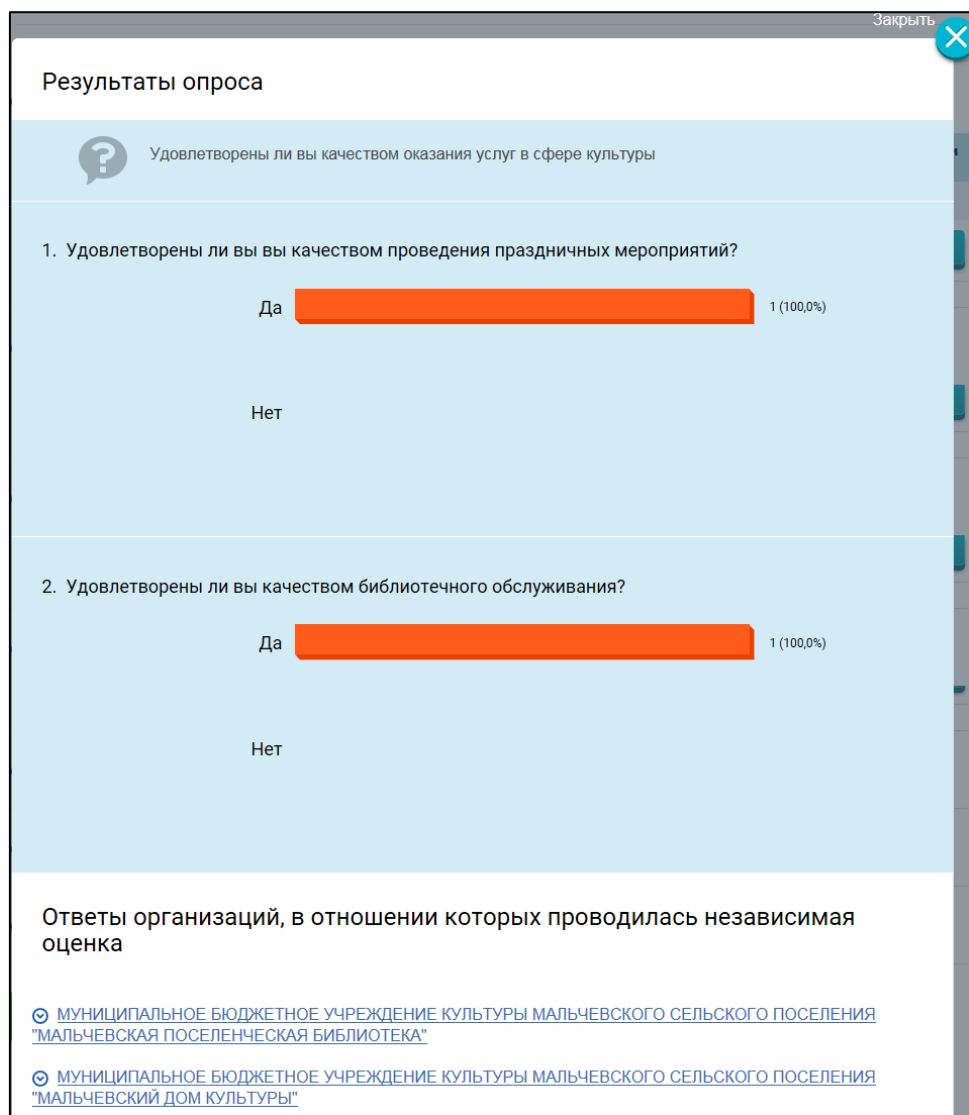 Закрыть
Результаты опроса
Удовлетворены ли вы качеством оказания услуг в сфере культуры
1. Удовлетворены ли вы вы качеством проведения праздничных мероприятий?
Да 1 (100,0%)
Нет
2. Удовлетворены ли вы качеством библиотечного обслуживания?
Да 1 (100,0%)
Нет
Ответы организаций, в отношении которых проводилась независимая
оценка
МУНИЦИПАЛЬНОЕ БЮДЖЕТНОЕ УЧРЕЖДЕНИЕ КУЛЬТУРЫ МАЛЬЧЕВСКОГО СЕЛЬСКОГО ПОСЕЛЕНИЯ
"МАЛЬЧЕВСКАЯ ПОСЕЛЕНЧЕСКАЯ БИБЛИОТЕКА"
МУНИЦИПАЛЬНОЕ БЮДЖЕТНОЕ УЧРЕЖДЕНИЕ КУЛЬТУРЫ МАЛЬЧЕВСКОГО СЕЛЬСКОГО ПОСЕЛЕНИЯ
"МАЛЬЧЕВСКИЙ ДОМ КУЛЬТУРЫ"